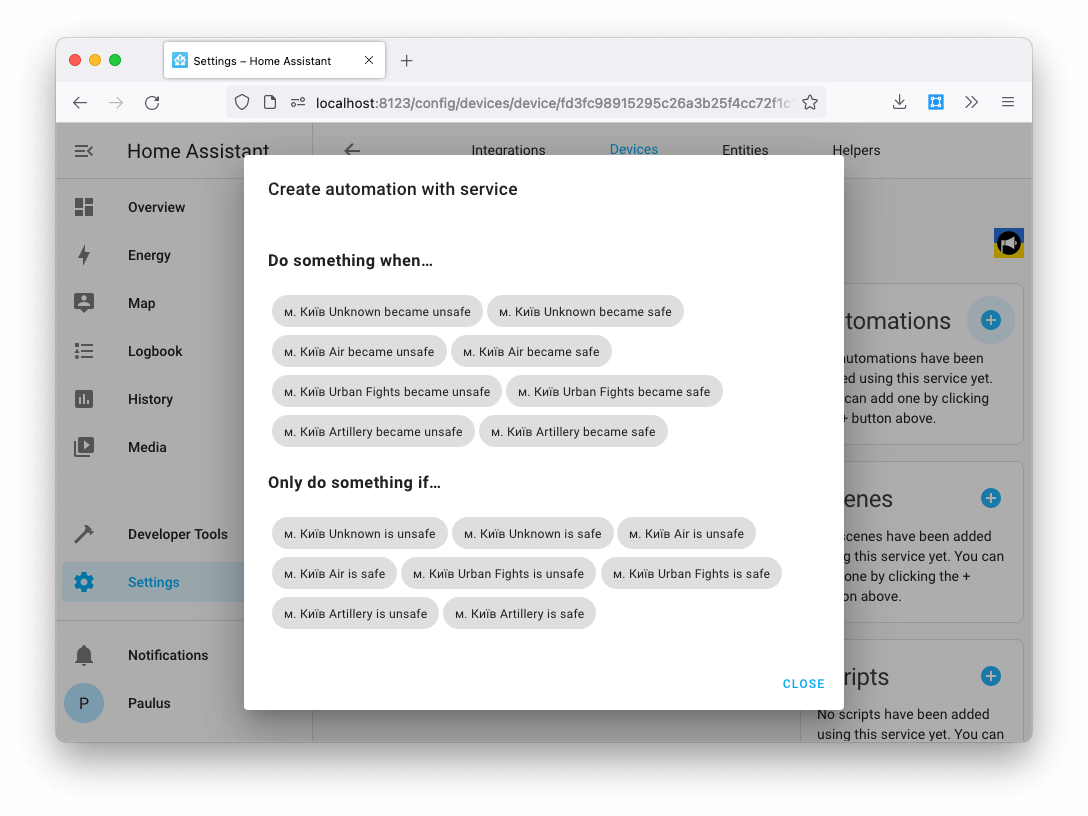 Settings – Home Assistant
localhost:8123/config/devices/device/fd3fc98915295c26a3b25f4cc72f1c
Home Assistant
Integrations
Devices
Entities
Helpers
Overview
Energy
Map
Logbook
History
Media
Developer Tools
Settings
Notifications
P
Paulus
Create automation with service
Do something when…
м. Київ Unknown became unsafe
м. Київ Unknown became safe
м. Київ Air became unsafe
м. Київ Air became safe
м. Київ Urban Fights became unsafe
м. Київ Urban Fights became safe
м. Київ Artillery became unsafe
м. Київ Artillery became safe
Only do something if…
м. Київ Unknown is unsafe
м. Київ Unknown is safe
м. Київ Air is unsafe
м. Київ Air is safe
м. Київ Urban Fights is unsafe
м. Київ Urban Fights is safe
м. Київ Artillery is unsafe
м. Київ Artillery is safe
CLOSE
tomations
automations have been
ed using this service yet.
can add one by clicking
+ button above.
enes
scenes have been added
g this service yet. You can
one by clicking the +
on above.
ripts
No scripts have been added
using this service yet. You can